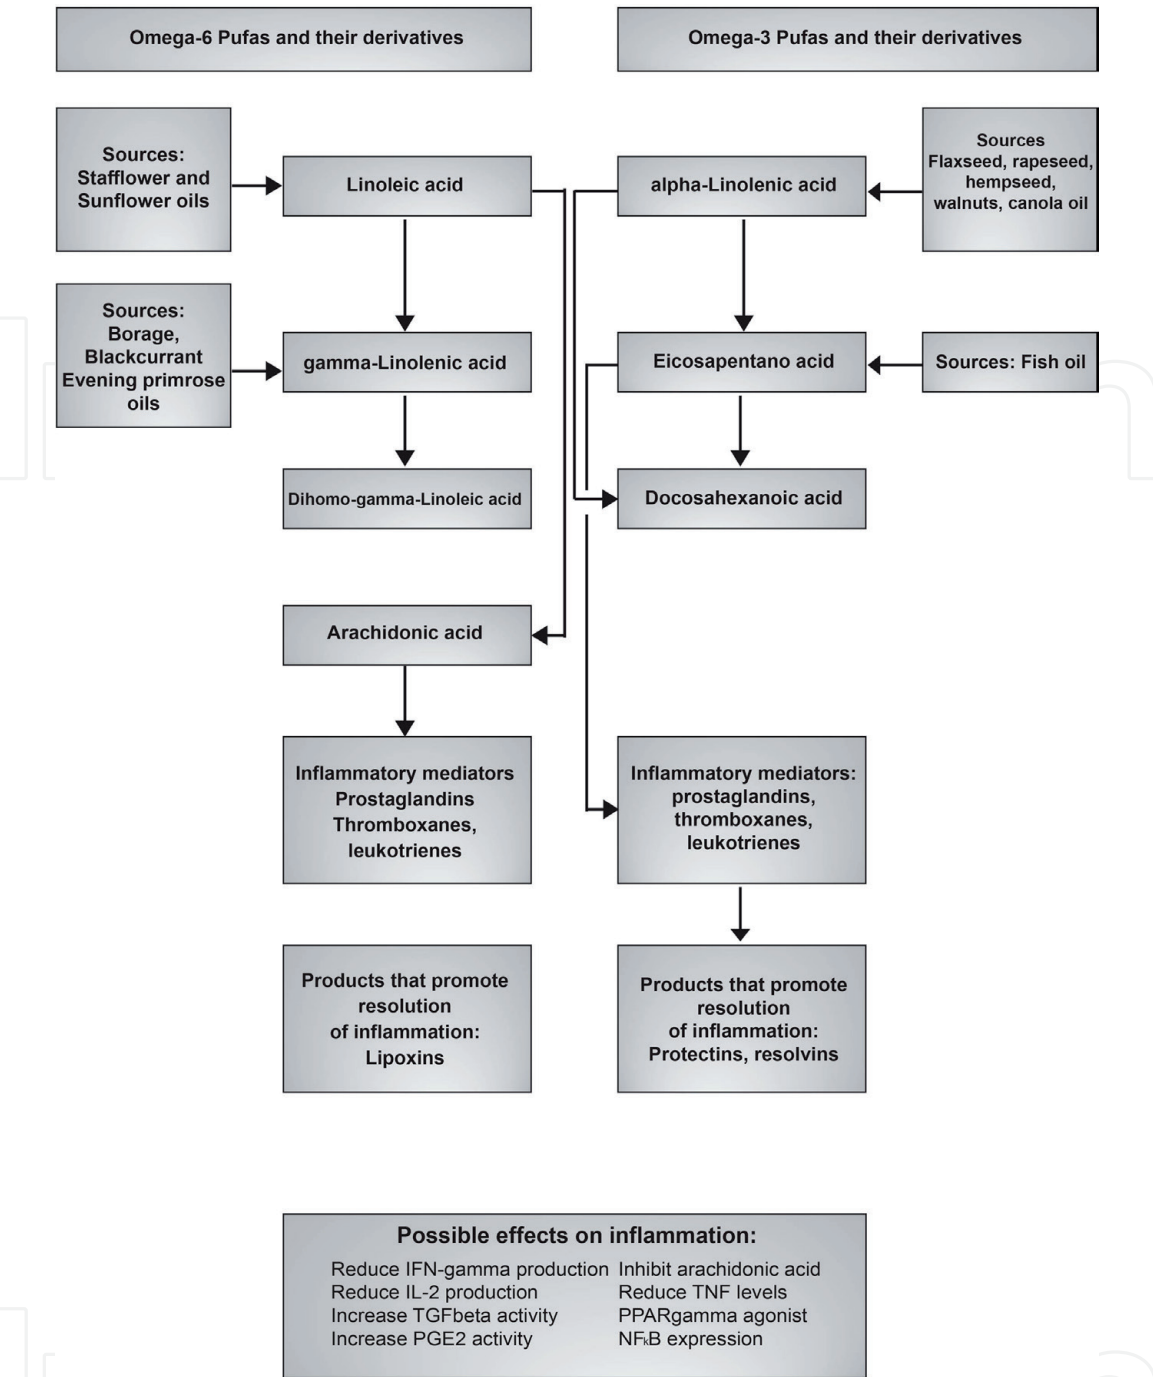 Omega-6 Pufas and their derivatives
Omega-3 Pufas and their derivatives
Sources:
Stafflower and
Sunflower oils
Linoleic acid
alpha-Linolenic acid
Sources
Flaxseed, rapeseed,
hempseed,
walnuts, canola oil
Sources:
Borage,
Blackcurrant
Evening primrose
oils
gamma-Linolenic acid
Eicosapentano acid
Sources: Fish oil
Dihomo-gamma-Linoleic acid
Docosahexanoic acid
Arachidonic acid
Inflammatory mediators
Prostaglandins
Thromboxanes,
leukotrienes
Inflammatory mediators:
prostaglandins,
thromboxanes,
leukotrienes
Products that promote
resolution
of inflammation:
Lipoxins
Products that promote
resolution
of inflammation:
Protectins, resolvins
Possible effects on inflammation:
Reduce IFN-gamma production
Reduce IL-2 production
Increase TGFbeta activity
Increase PGE2 activity
Inhibit arachidonic acid
Reduce TNF levels
PPARgamma agonist
NFkB expression